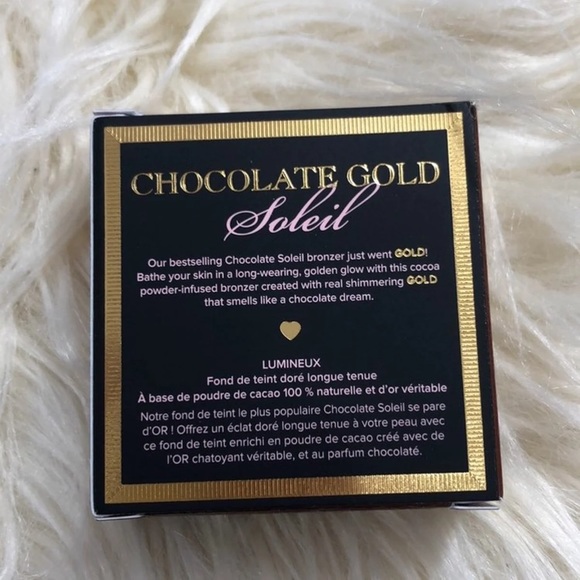 CHOCOLATE GOLD
Soleil
Our bestselling Chocolate Soleil bronzer just went GOLD!
Bathe your skin in a long-wearing, golden glow with this cocoa
powder-infused bronzer created with real shimmering GOLD
that smells like a chocolate dream.
LUMINEUX
Fond de teint doré longue tenue
À base de poudre de cacao 100 % naturelle et d'or véritable
Notre fond de teint le plus populaire Chocolate Soleil se pare
d'OR ! Offrez un éclat doré longue tenue à votre peau avec
ce fond de teint enrichi en poudre de cacao créé avec de
l'OR chatoyant véritable, et au parfum chocolaté.